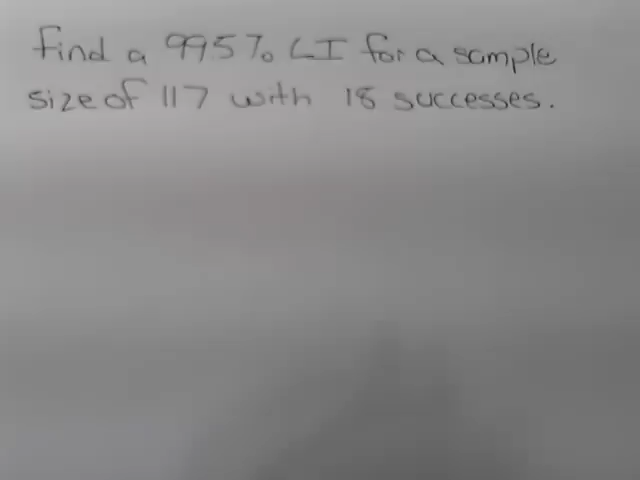 Find a 99.5% CI for a sample
size of 117 with 18 successes.